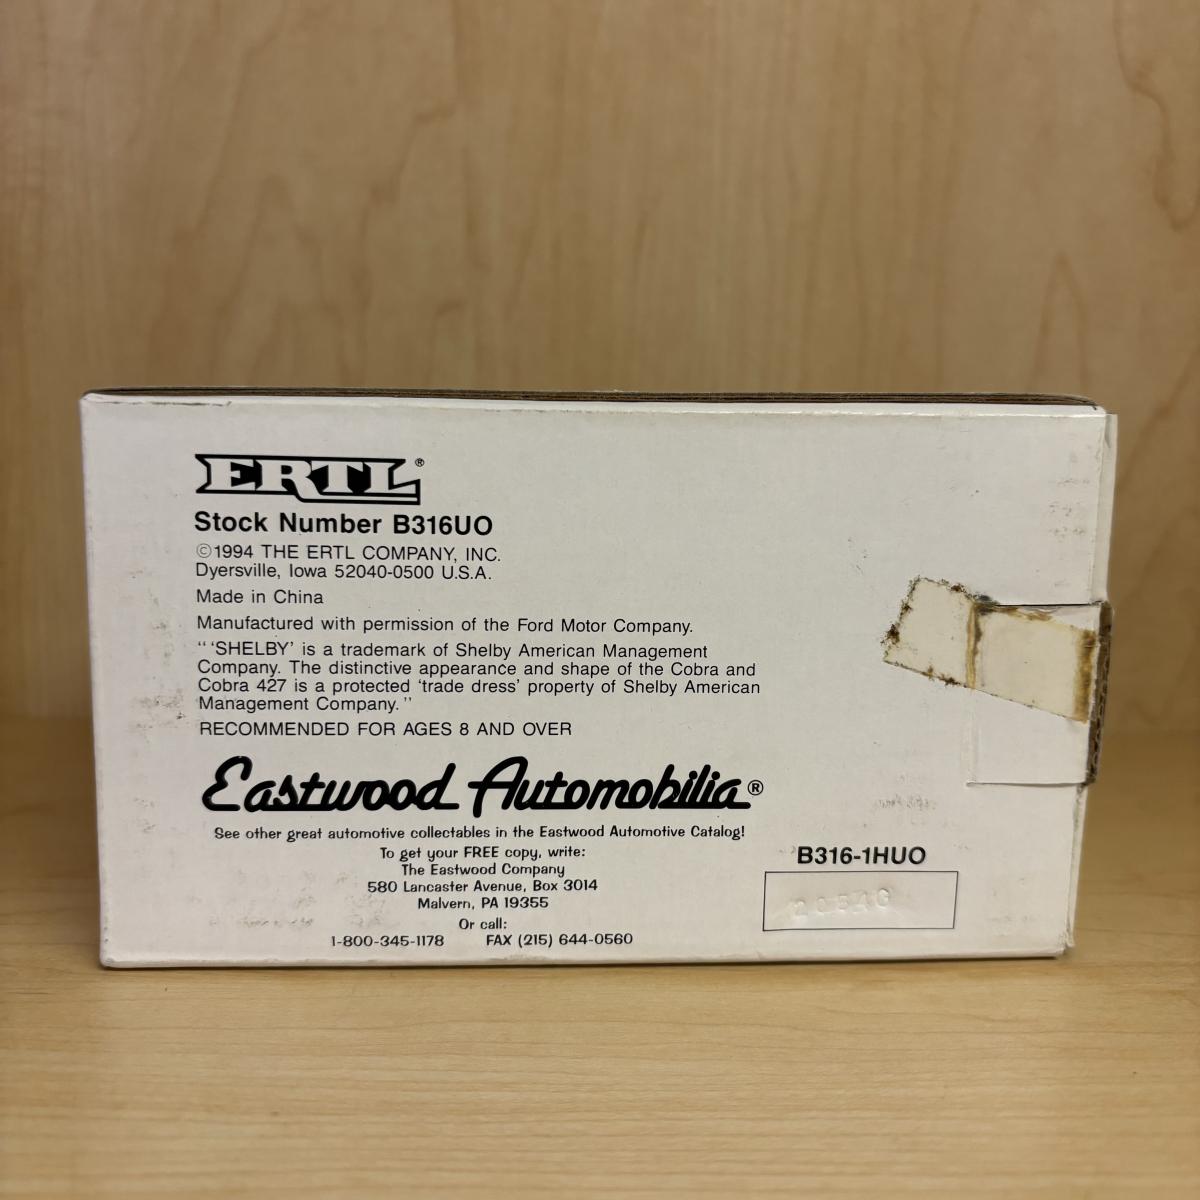 ERTL®
Stock Number B316UO
©1994 THE ERTL COMPANY, INC.
Dyersville, Iowa 52040-0500 U.S.A.
Made in China
Manufactured with permission of the Ford Motor Company.
“ ‘SHELBY’ is a trademark of Shelby American Management
Company. The distinctive appearance and shape of the Cobra and
Cobra 427 is a protected ‘trade dress’ property of Shelby American
Management Company.”
RECOMMENDED FOR AGES 8 AND OVER
Eastwood Automobilia®
See other great automotive collectables in the Eastwood Automotive Catalog!
To get your FREE copy, write:
The Eastwood Company
580 Lancaster Avenue, Box 3014
Malvern, PA 19355
Or call:
1-800-345-1178 FAX (215) 644-0560
B316-1HUO